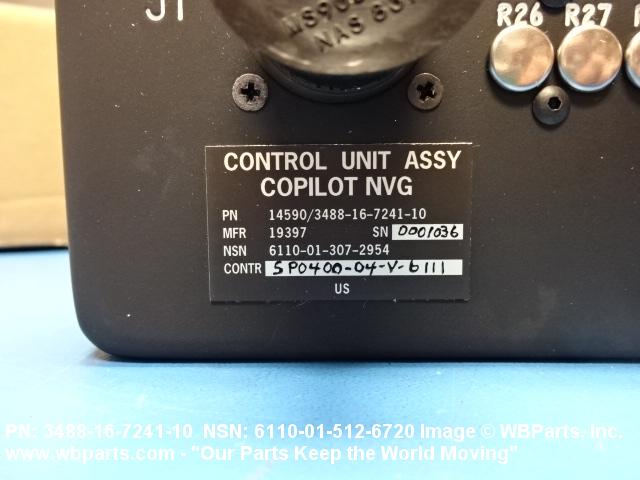 J1
MS90
NAS 831
R26 R27
CONTROL UNIT ASSY
COPILOT NVG
PN 14590/3488-16-7241-10
MFR 19397 SN 0001036
NSN 6110-01-307-2954
CONTR SP0400-04-V-6111
US
PN: 3488-16-7241-10 NSN: 6110-01-512-6720 Image © WBParts, Inc.
www.wbparts.com - "Our Parts Keep the World Moving"